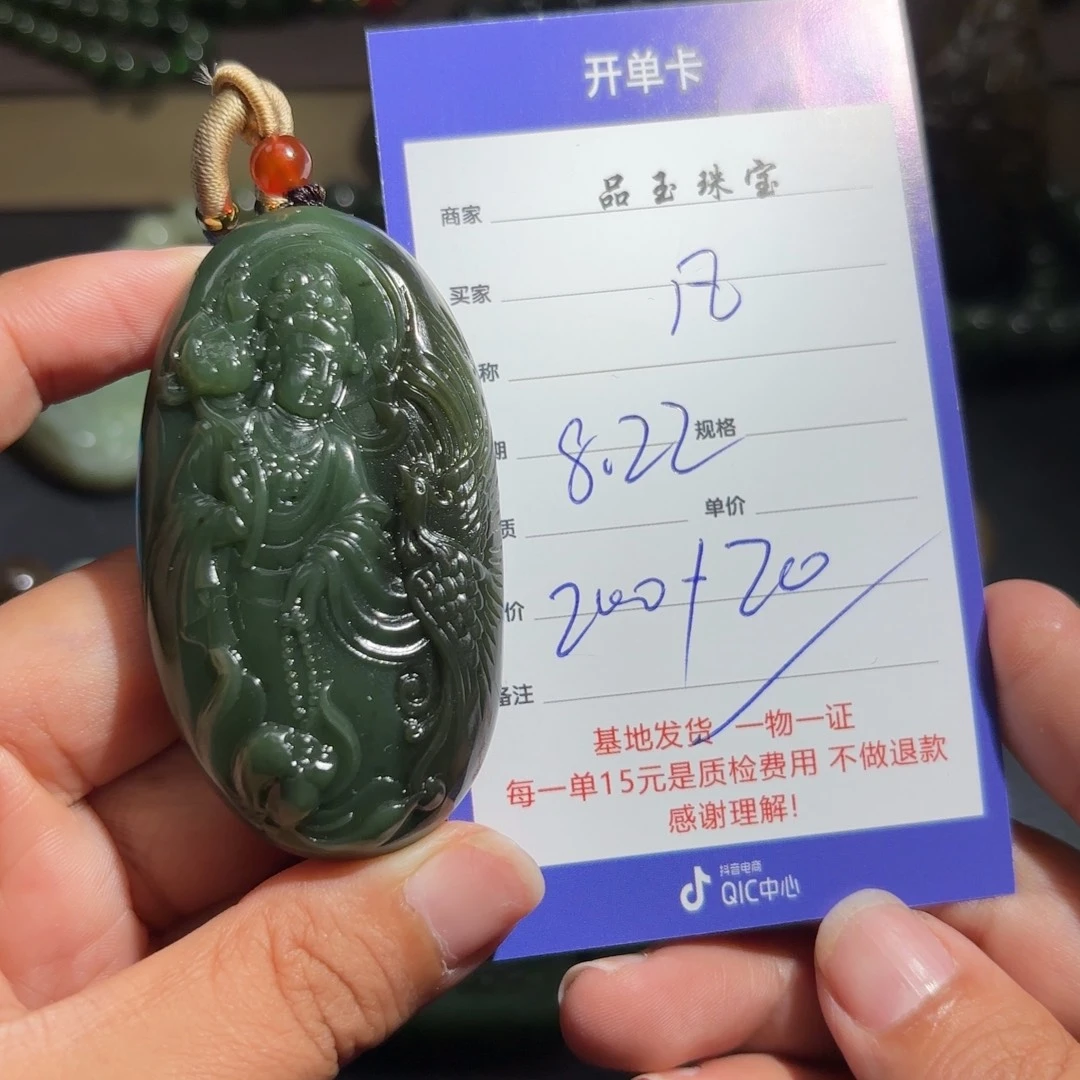 开单卡
商家 品玉珠宝
买家 凡
称
期 8.22 规格
质 单价
价 200+20
备注
基地发货 一物一证
每一单15元是质检费用 不做退款
感谢理解!
抖音电商
QIC中心